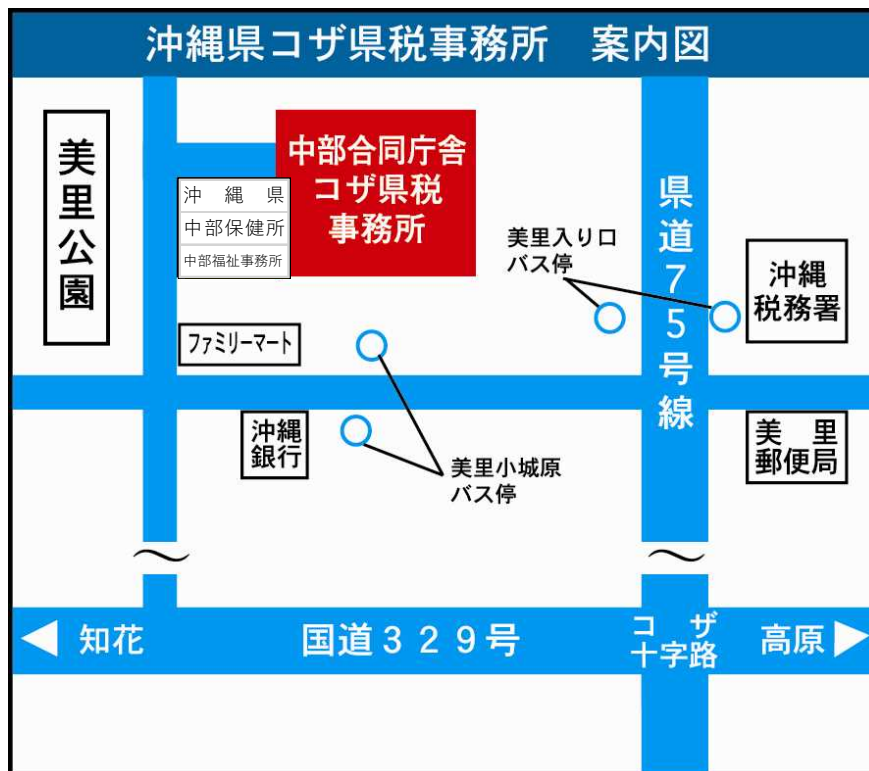 沖縄県コザ県税事務所　案内図
美里公園
中部合同庁舎
コザ県税
事務所
沖　縄　県
中部保健所
中部福祉事務所
県道75号線
美里入り口
バス停
沖縄
税務署
ファミリーマート
沖縄
銀行
美里小城原
バス停
美　里
郵便局
知花
国道３２９号
コ　ザ
十字路
高原